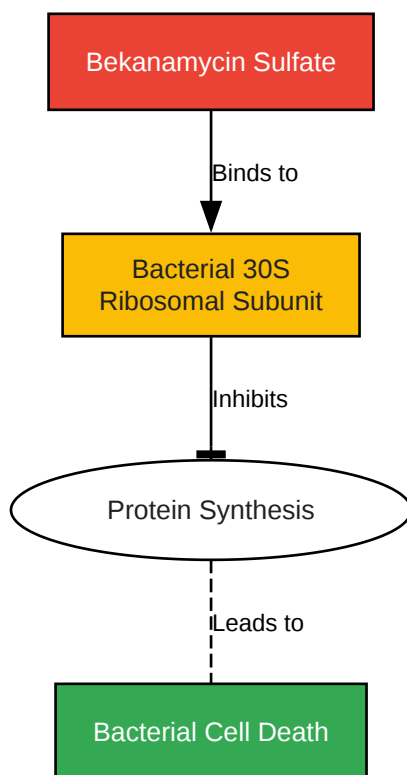 Bekanamycin Sulfate
Binds to
Bacterial 30S
Ribosomal Subunit
Inhibits
Protein Synthesis
Leads to
Bacterial Cell Death